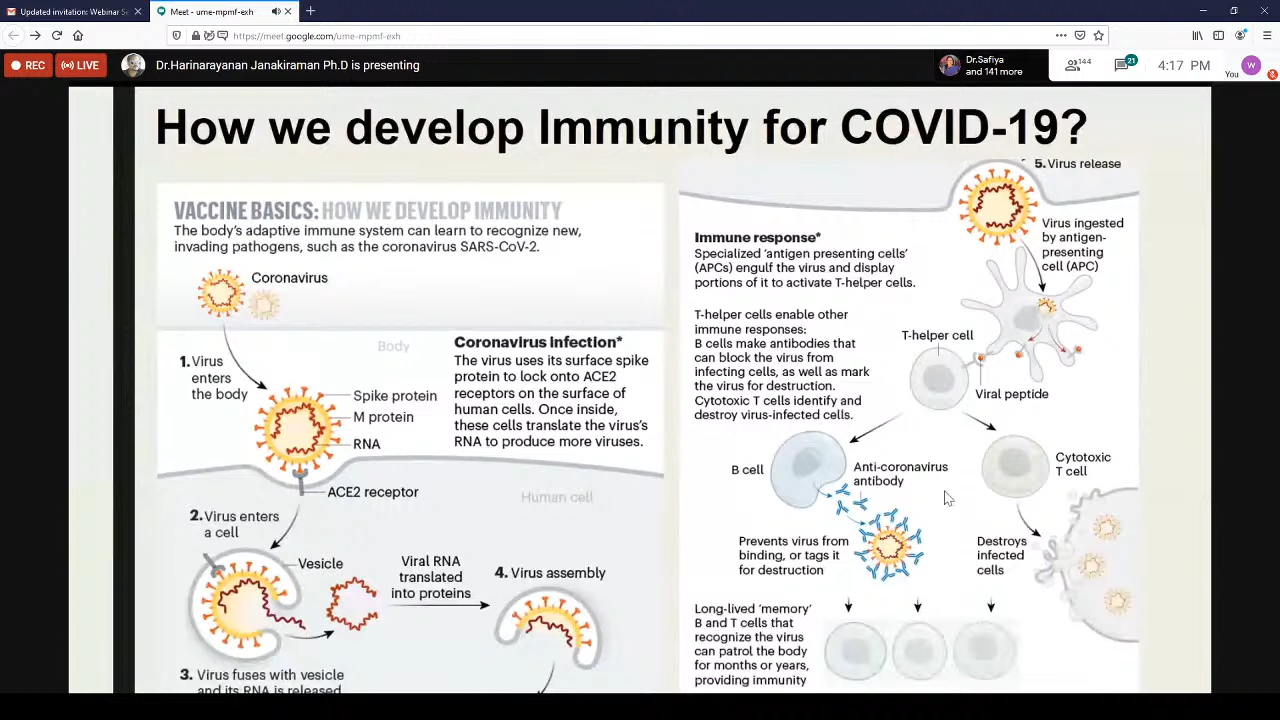 Updated invitation: Webinar Se
Meet - ume-mpmf-exh
https://meet.google.com/ume-mpmf-exh
REC
LIVE
Dr.Harinarayanan Janakiraman Ph.D is presenting
Dr.Safiya
and 141 more
144
21
4:17 PM
You
W
How we develop Immunity for COVID-19?
VACCINE BASICS: HOW WE DEVELOP IMMUNITY
The body's adaptive immune system can learn to recognize new,
invading pathogens, such as the coronavirus SARS-CoV-2.
Coronavirus
Body
1. Virus
enters
the body
Spike protein
M protein
RNA
ACE2 receptor
Coronavirus Infection*
The virus uses its surface spike
protein to lock onto ACE2
receptors on the surface of
human cells. Once inside,
these cells translate the virus's
RNA to produce more viruses.
Human cell
2. Virus enters
a cell
Vesicle
Viral RNA
translated
into proteins
4. Virus assembly
3. Virus fuses with vesicle
and its RNA is released
5. Virus release
Immune response*
Specialized 'antigen presenting cells'
(APCs) engulf the virus and display
portions of it to activate T-helper cells.
Virus ingested
by antigen-
presenting
cell (APC)
T-helper cells enable other
immune responses:
B cells make antibodies that
can block the virus from
infecting cells, as well as mark
the virus for destruction.
Cytotoxic T cells identify and
destroy virus-infected cells.
T-helper cell
Viral peptide
B cell
Anti-coronavirus
antibody
Cytotoxic
T cell
Prevents virus from
binding, or tags it
for destruction
Destroys
infected
cells
Long-lived 'memory'
B and T cells that
recognize the virus
can patrol the body
for months or years,
providing immunity